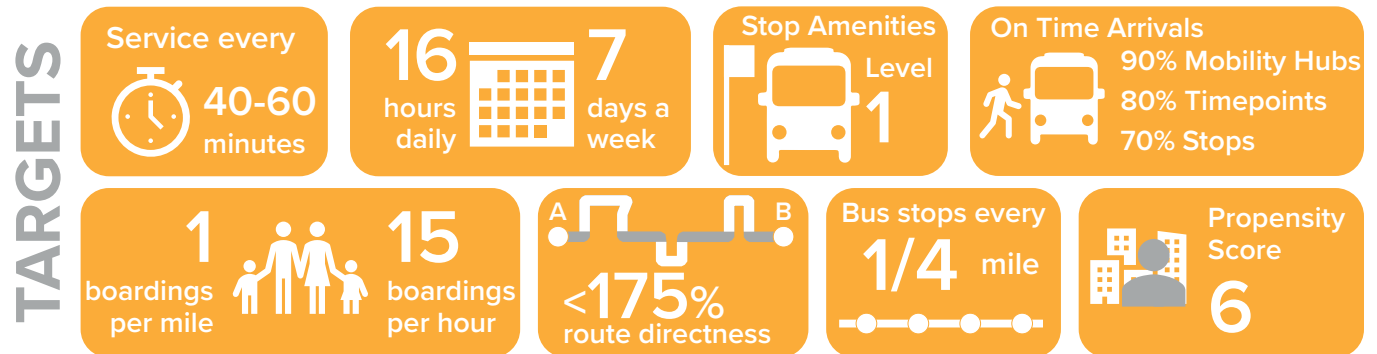 TARGETS
Service every
40-60
minutes
16
hours
daily
7
days a
week
Stop Amenities
Level
1
On Time Arrivals
90% Mobility Hubs
80% Timepoints
70% Stops
1
boardings
per mile
15
boardings
per hour
A
B
<175%
route directness
Bus stops every
1/4 mile
Propensity
Score
6